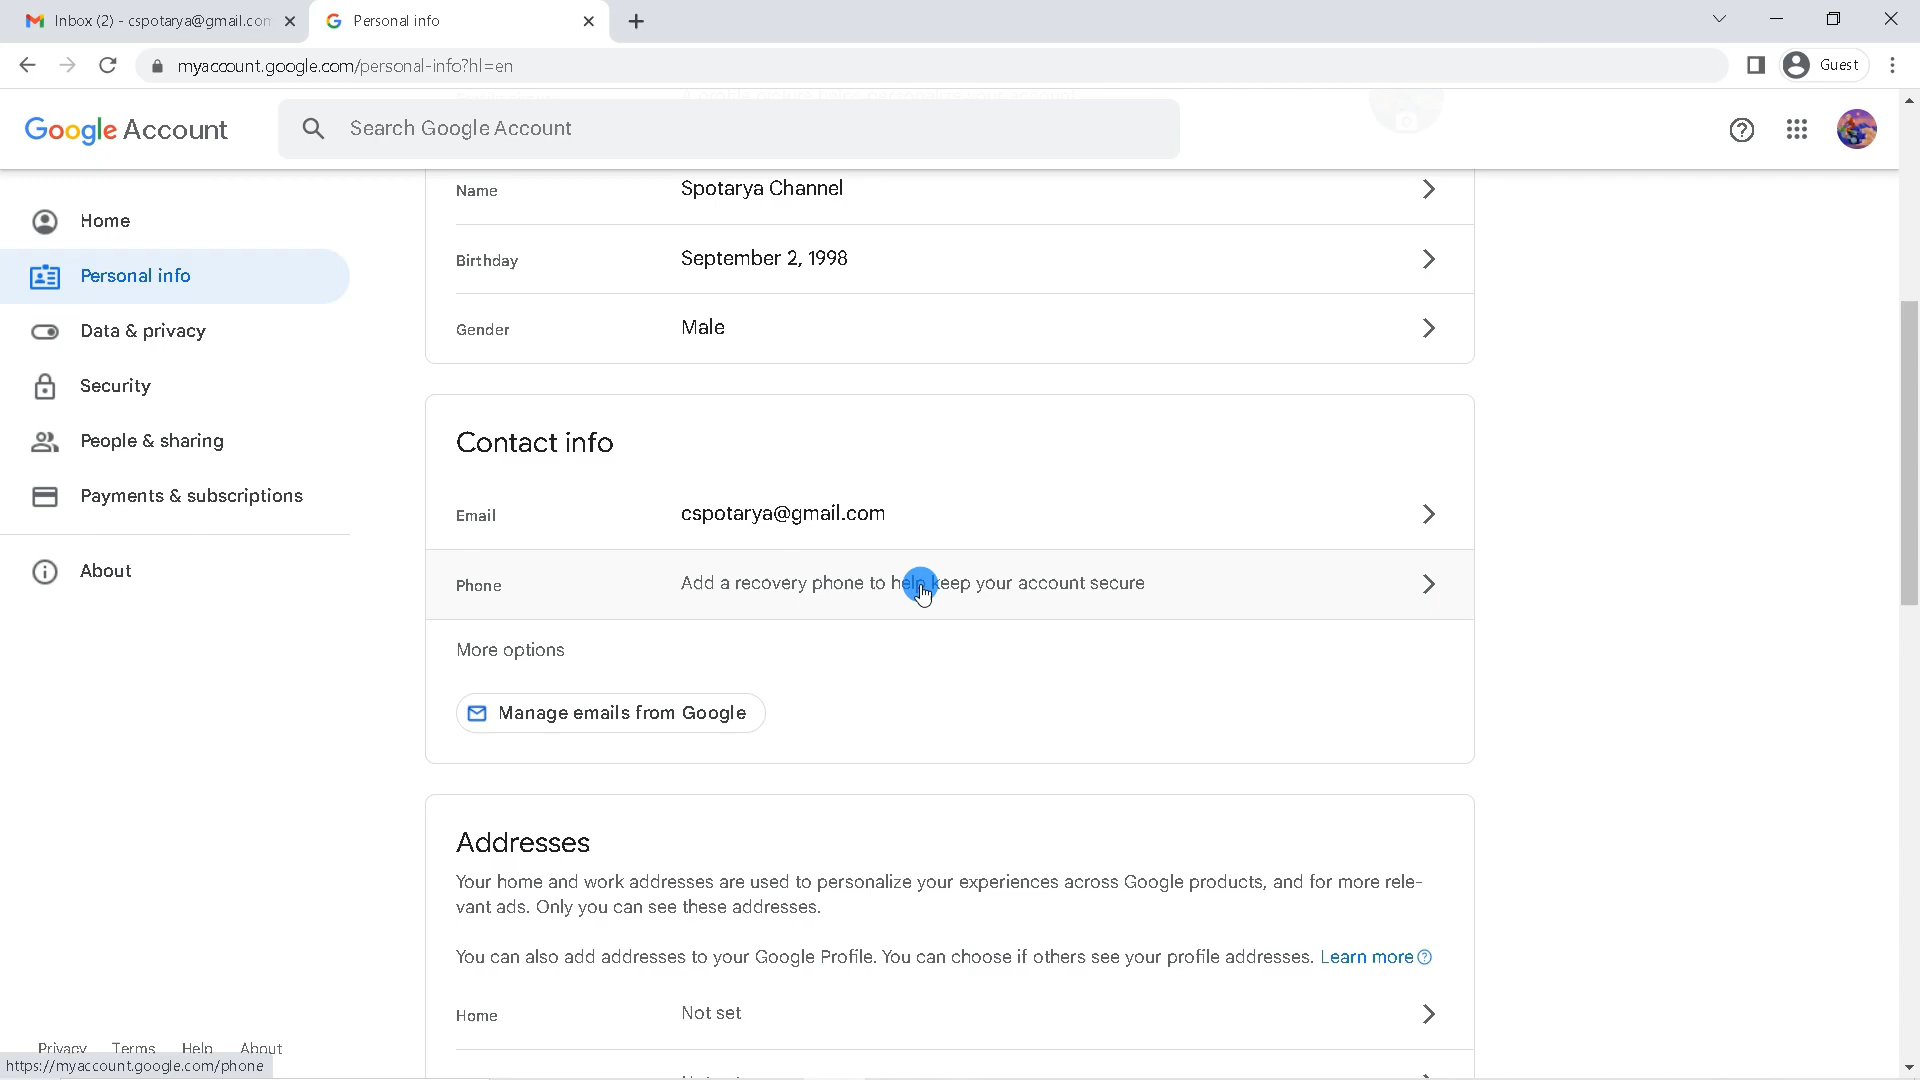 Inbox (2) - cspotarya@gmail.com
Personal info
myaccount.google.com/personal-info?hl=en
Guest
Google Account
Search Google Account
Home
Personal info
Data & privacy
Security
People & sharing
Payments & subscriptions
About
Name Spotarya Channel
Birthday September 2, 1998
Gender Male
Contact info
Email cspotarya@gmail.com
Phone Add a recovery phone to help keep your account secure
More options
Manage emails from Google
Addresses
Your home and work addresses are used to personalize your experiences across Google products, and for more rele-
vant ads. Only you can see these addresses.
You can also add addresses to your Google Profile. You can choose if others see your profile addresses. Learn more
Home Not set
Privacy Terms Help About
https://myaccount.google.com/phone